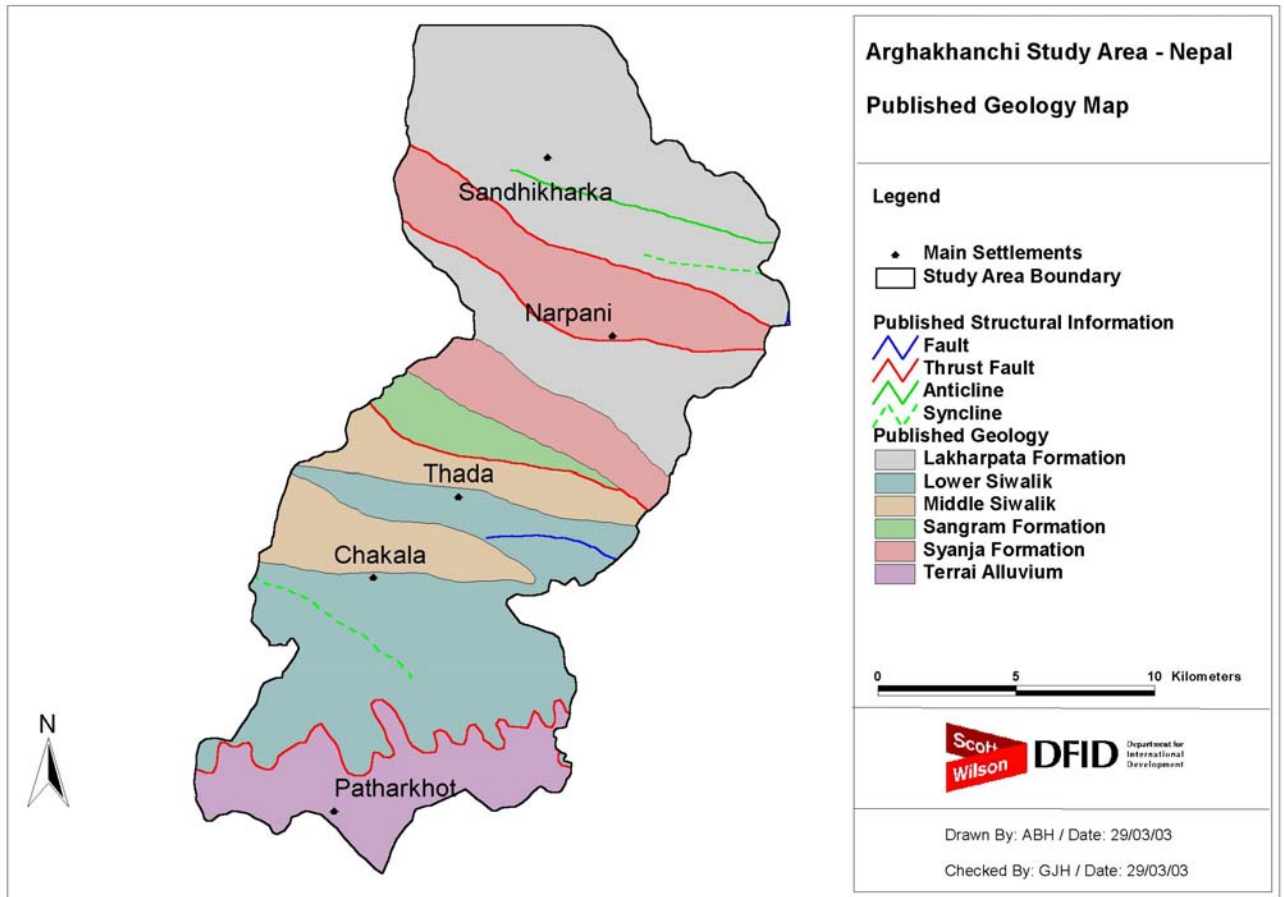 Arghakhanchi Study Area - Nepal
Published Geology Map
Legend
Main Settlements
Study Area Boundary
Published Structural Information
Fault
Thrust Fault
Anticline
Syncline
Published Geology
Lakharpata Formation
Lower Siwalik
Middle Siwalik
Sangram Formation
Syanja Formation
Terrai Alluvium
0 5 10 Kilometers
Scott
Wilson
DFID
Department for
International
Development
Drawn By: ABH / Date: 29/03/03
Checked By: GJH / Date: 29/03/03
Sandhikharka
Narpani
Thada
Chakala
Patharkhot
N